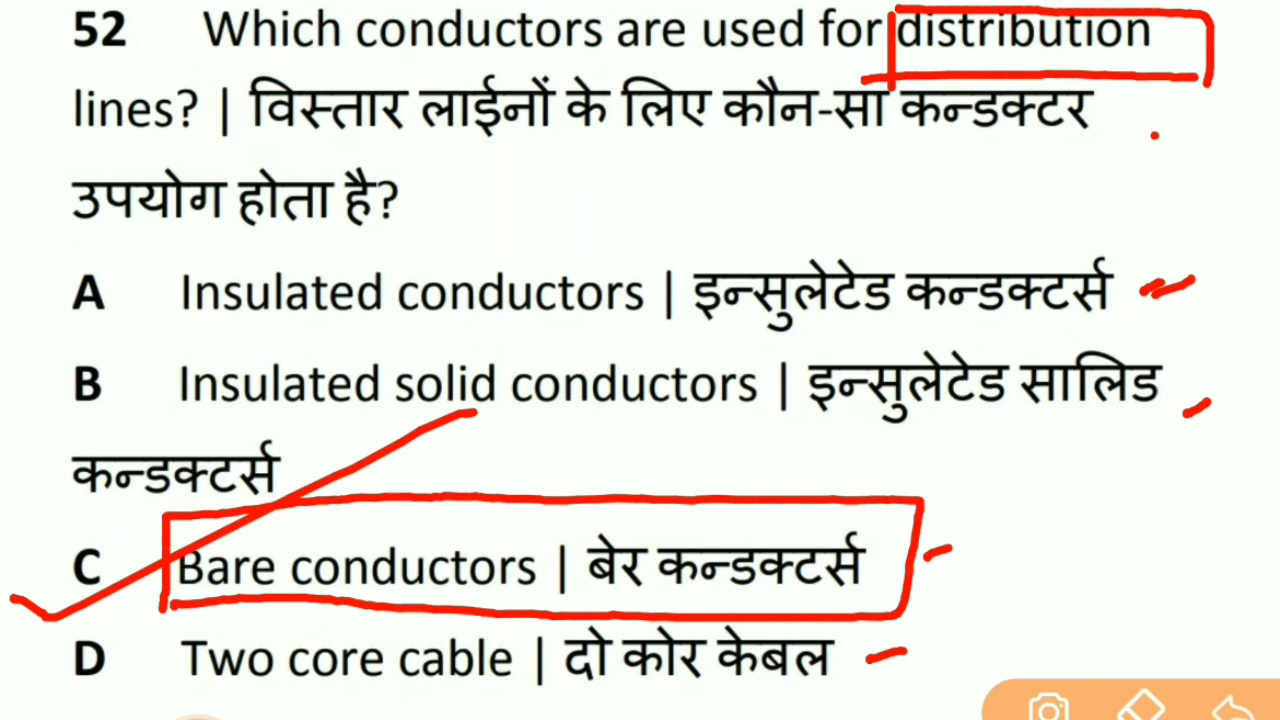 52 Which conductors are used for distribution
lines? | विस्तार लाईनों के लिए कौन-सा कन्डक्टर
उपयोग होता है?
A Insulated conductors | इन्सुलेटेड कन्डक्टर्स
B Insulated solid conductors | इन्सुलेटेड सालिड
कन्डक्टर्स
C Bare conductors | बेर कन्डक्टर्स
D Two core cable | दो कोर केबल